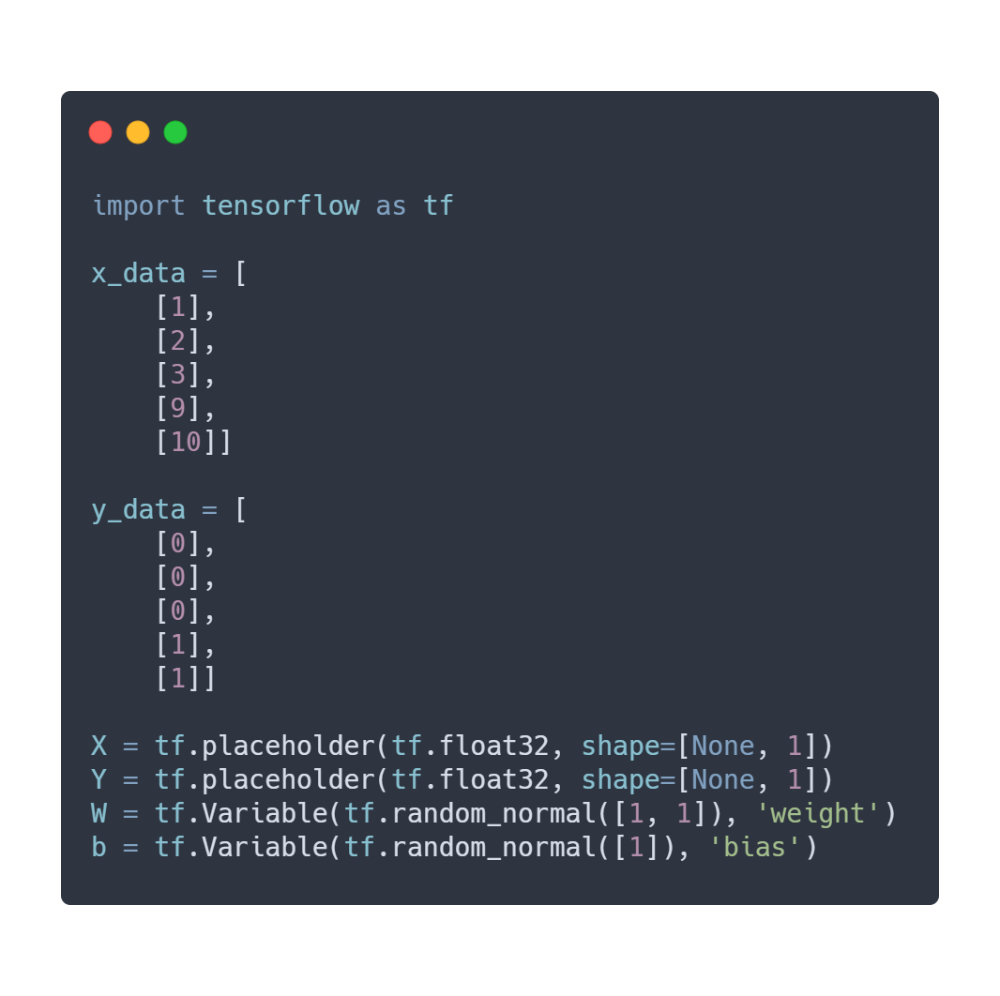 import tensorflow as tf
x_data = [
    [1],
    [2],
    [3],
    [9],
    [10]]
y_data = [
    [0],
    [0],
    [0],
    [1],
    [1]]
X = tf.placeholder(tf.float32, shape=[None, 1])
Y = tf.placeholder(tf.float32, shape=[None, 1])
W = tf.Variable(tf.random_normal([1, 1]), 'weight')
b = tf.Variable(tf.random_normal([1]), 'bias')